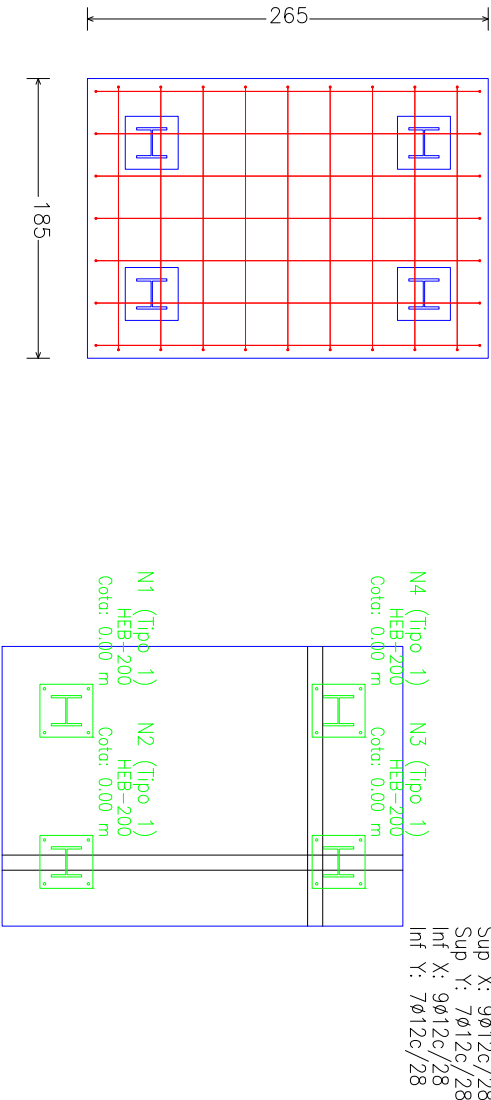 265
185
N4 (Tipo 1)
HEB-200
Cota: 0.00 m
N3 (Tipo 1)
HEB-200
Cota: 0.00 m
N1 (Tipo 1)
HEB-200
Cota: 0.00 m
N2 (Tipo 1)
HEB-200
Cota: 0.00 m
Sup X: 9ø12c/28
Sup Y: 7ø12c/28
Inf X: 9ø12c/28
Inf Y: 7ø12c/28